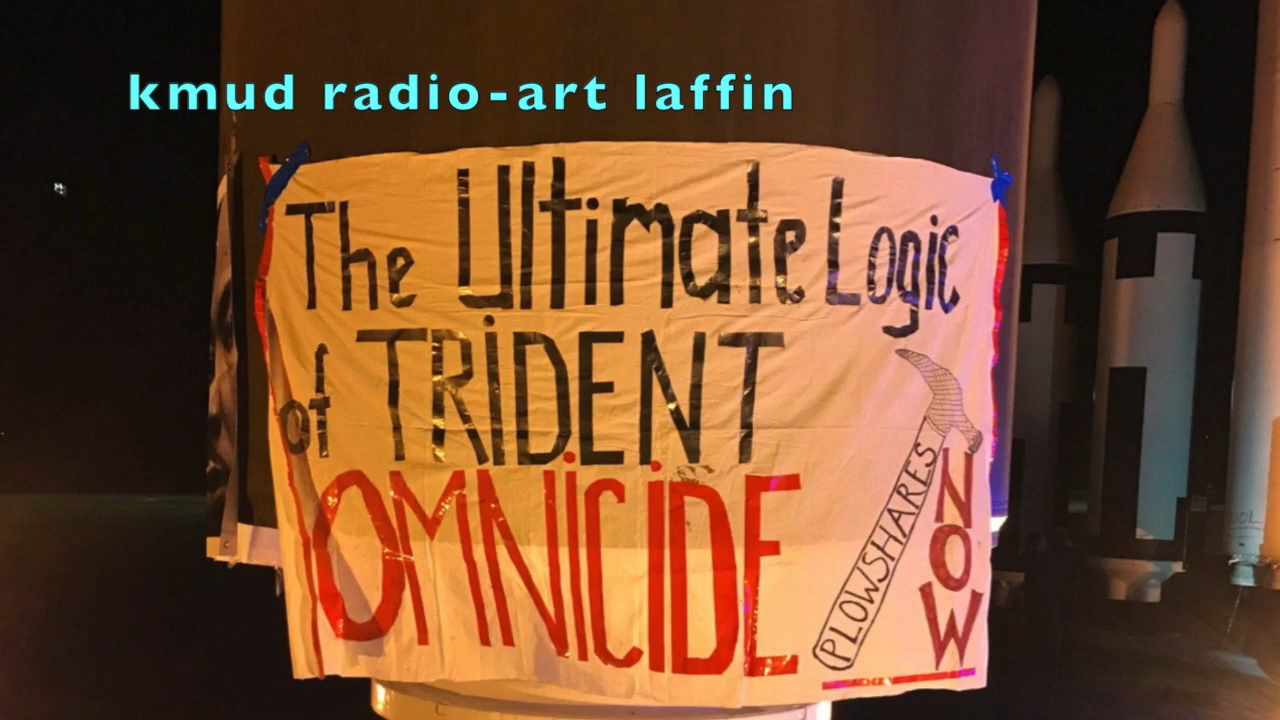 kmud radio-art laffin
The Ultimate Logic
of TRiDENT
OMNiCiDE
PLOWSHARES
NOW